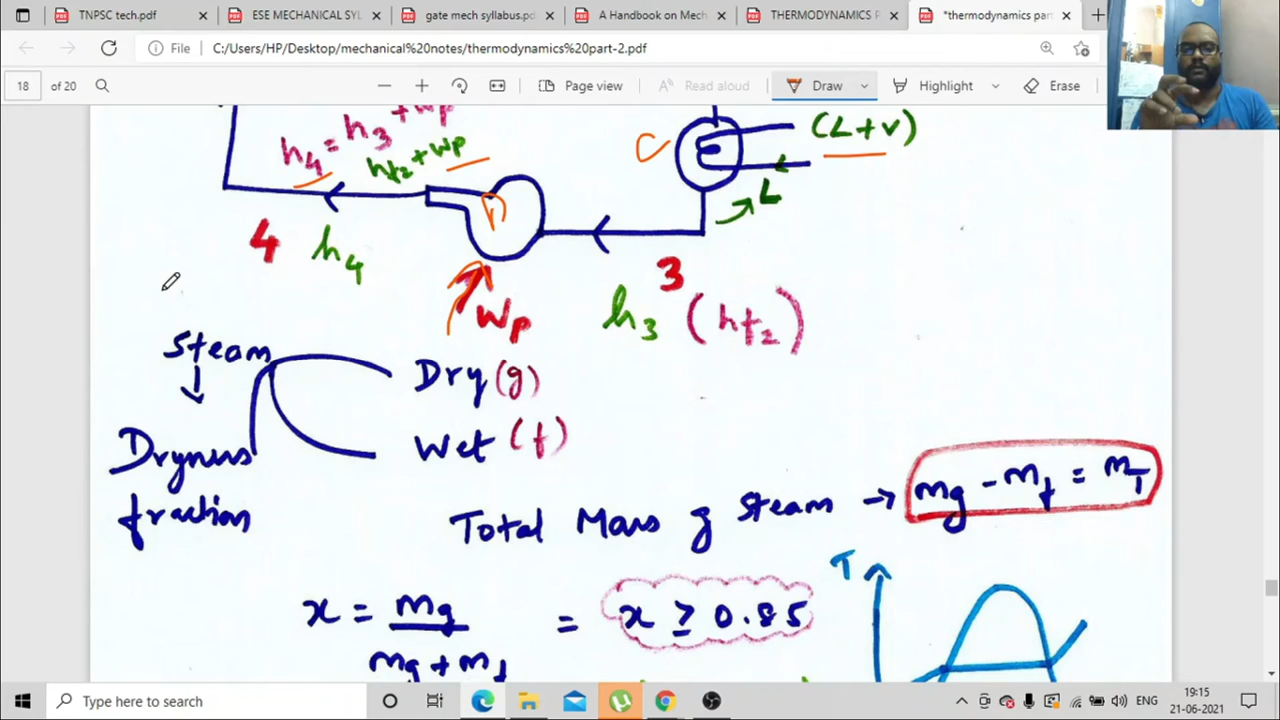 TNPSC tech.pdf
ESE MECHANICAL SYL
gate mech syllabus.pd
A Handbook on Mech
THERMODYNAMICS P
*thermodynamics par
File
C:/Users/HP/Desktop/mechanical%20notes/thermodynamics%20part-2.pdf
18 of 20
Page view
Read aloud
Draw
Highlight
Erase
h4 = h3 + wp
hf2 + wp
C
(L+v)
L
P
4
h4
Wp
3
h3 (hf2)
Steam
Dry (g)
Wet (f)
Dryness
fraction
Total Mass of steam → mg - mf = mT
T
x = mg
mg + mf
= x ≥ 0.85
Type here to search
ENG
19:15
21-06-2021